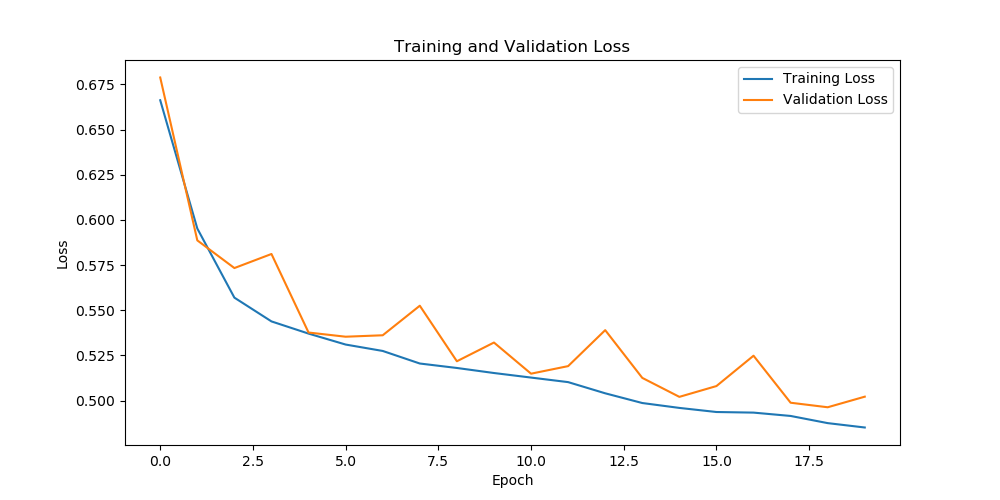 Training and Validation Loss
Training Loss
Validation Loss
0.675
0.650
0.625
0.600
0.575
0.550
0.525
0.500
Loss
0.0 2.5 5.0 7.5 10.0 12.5 15.0 17.5
Epoch